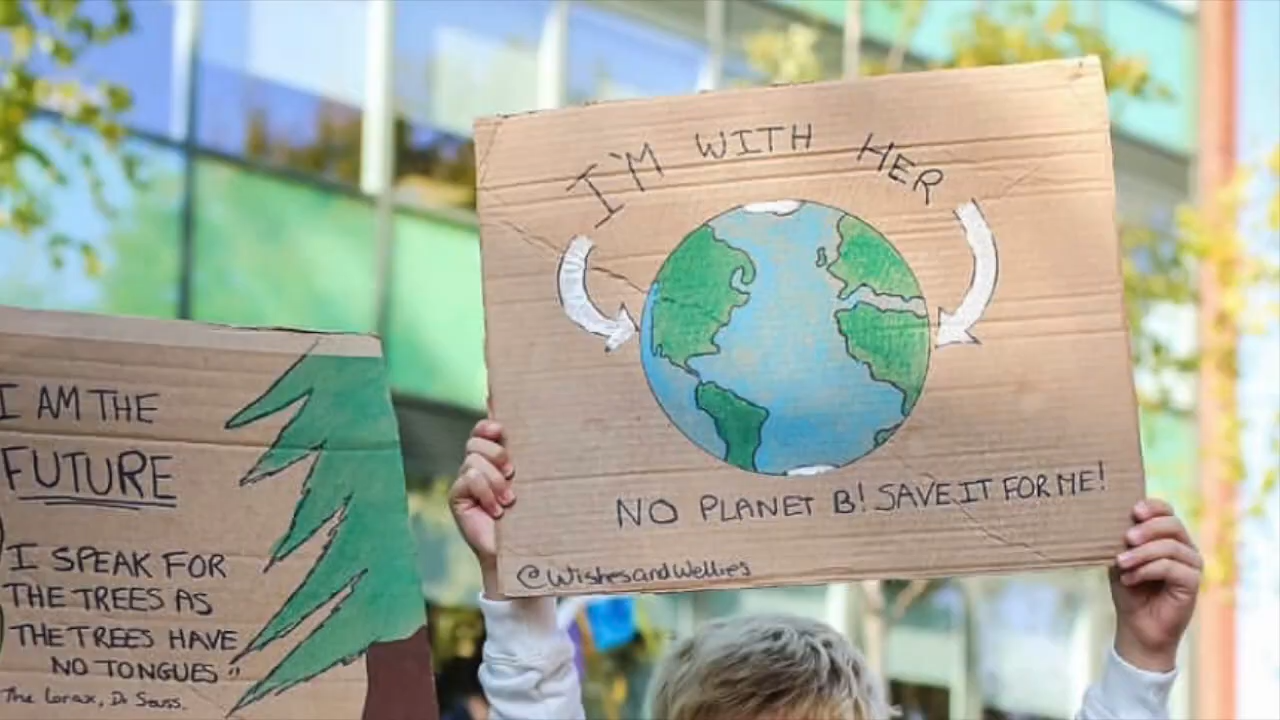 I'M WITH HER
NO PLANET B! SAVE IT FOR ME!
@WishesandWellies
I AM THE
FUTURE
I SPEAK FOR
THE TREES AS
THE TREES HAVE
NO TONGUES"
The Lorax, Dr Seuss.